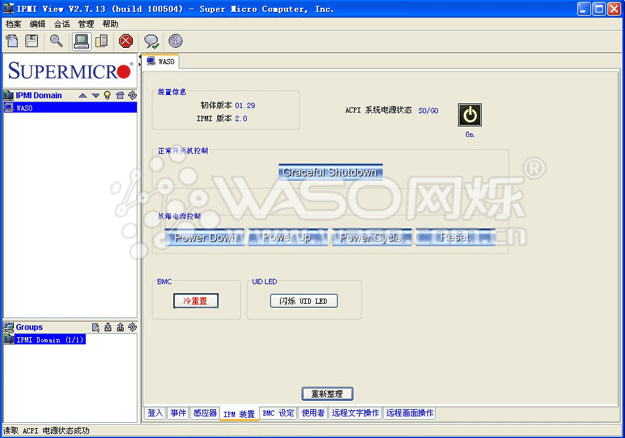 IPMI View V2.7.13 (build 100504) - Super Micro Computer, Inc.
档案 编辑 会话 管理 帮助
SUPERMICRO
WASO
IPMI Domain
WASO
装置信息
韧体版本 01.29
IPMI 版本 2.0
ACPI 系统电源状态 S0/G0
On
正常开关机控制
Graceful Shutdown
WASO网烁®
机箱电源控制
Power Down Power Up Power Cycle Reset
BMC
冷重置
UID LED
闪烁 UID LED
Groups
IPMI Domain (1/1)
重新整理
登入 事件 感应器 IPM 装置 BMC 设定 使用者 远程文字操作 远程画面操作
读取 ACPI 电源状态成功